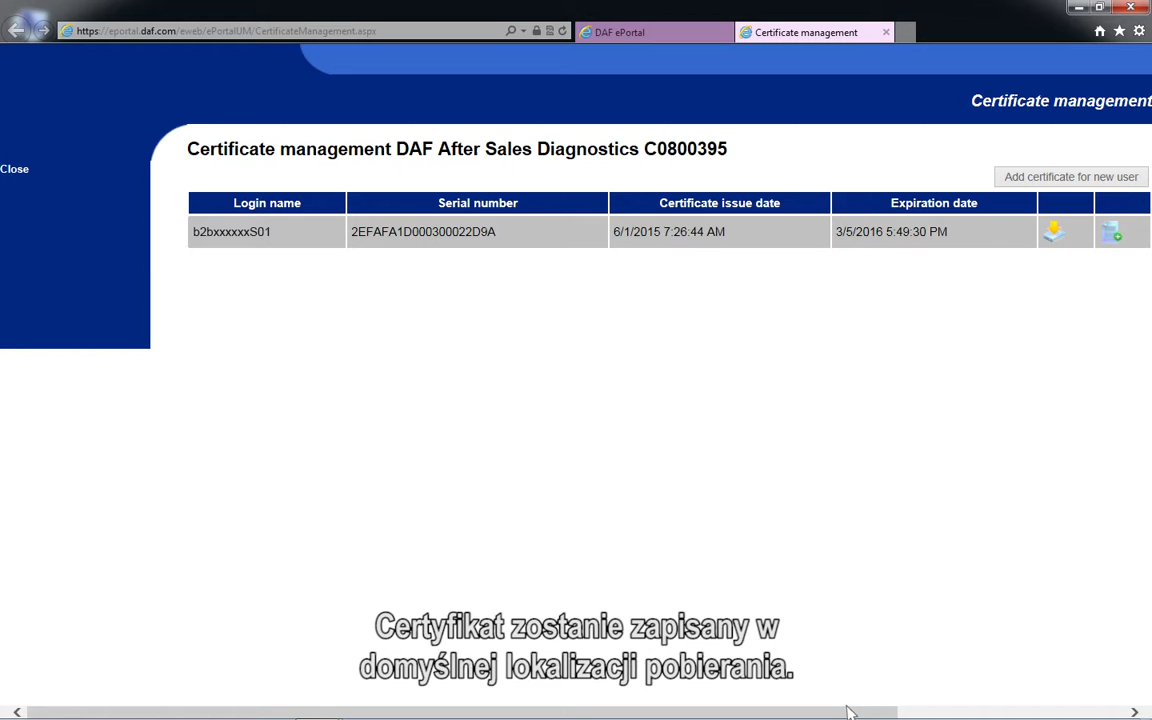 https://eportal.daf.com/eweb/ePortalUM/CertificateManagement.aspx
DAF ePortal
Certificate management
Certificate management
Certificate management DAF After Sales Diagnostics C0800395
Close
Add certificate for new user
Login name Serial number Certificate issue date Expiration date
b2bxxxxxxS01 2EFAFA1D000300022D9A 6/1/2015 7:26:44 AM 3/5/2016 5:49:30 PM
Certyfikat zostanie zapisany w
domyślnej lokalizacji pobierania.